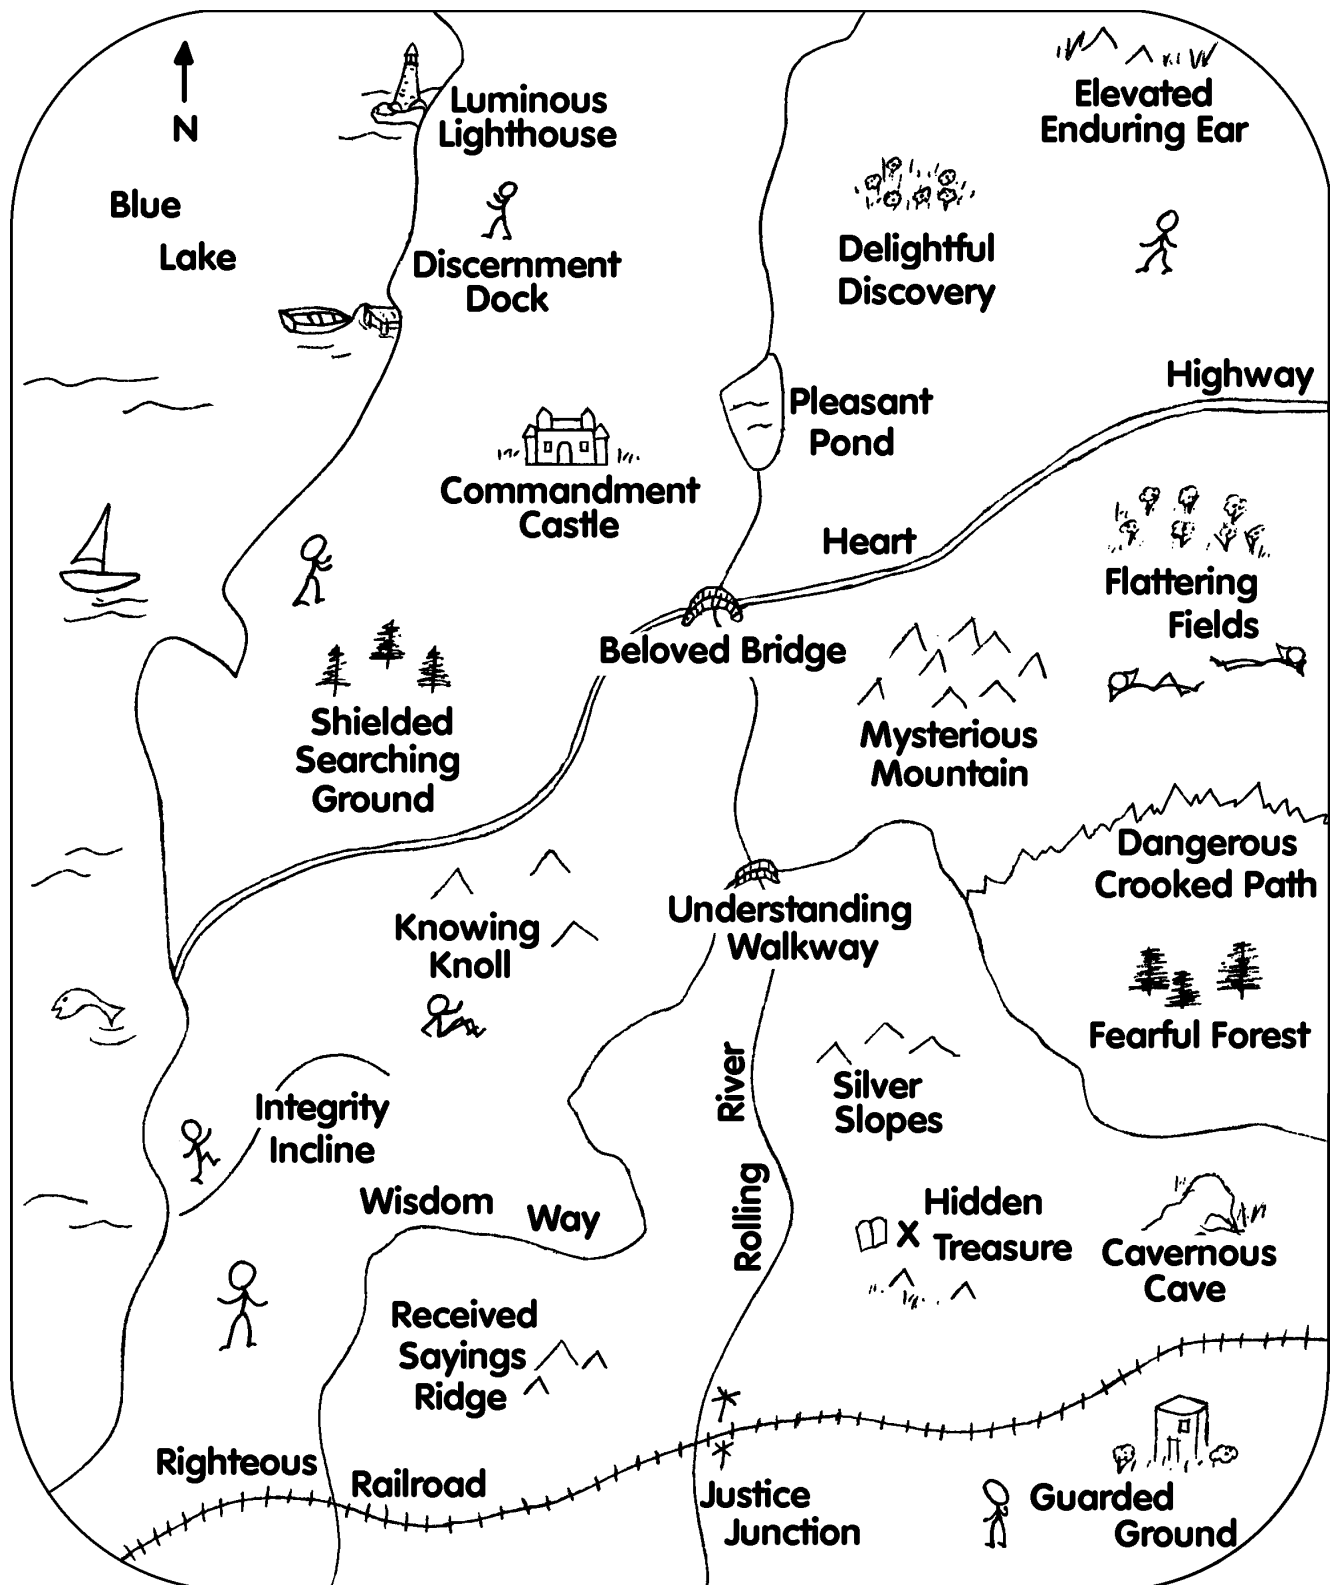 N
Blue
Lake
Luminous
Lighthouse
Elevated
Enduring Ear
Discernment
Dock
Delightful
Discovery
Highway
Pleasant
Pond
Commandment
Castle
Heart
Flattering
Fields
Beloved Bridge
Shielded
Searching
Ground
Mysterious
Mountain
Dangerous
Crooked Path
Knowing
Knoll
Understanding
Walkway
Fearful Forest
River
Rolling
Silver
Slopes
Integrity
Incline
Wisdom
Way
Hidden
X Treasure
Cavernous
Cave
Received
Sayings
Ridge
Righteous
Railroad
Justice
Junction
Guarded
Ground